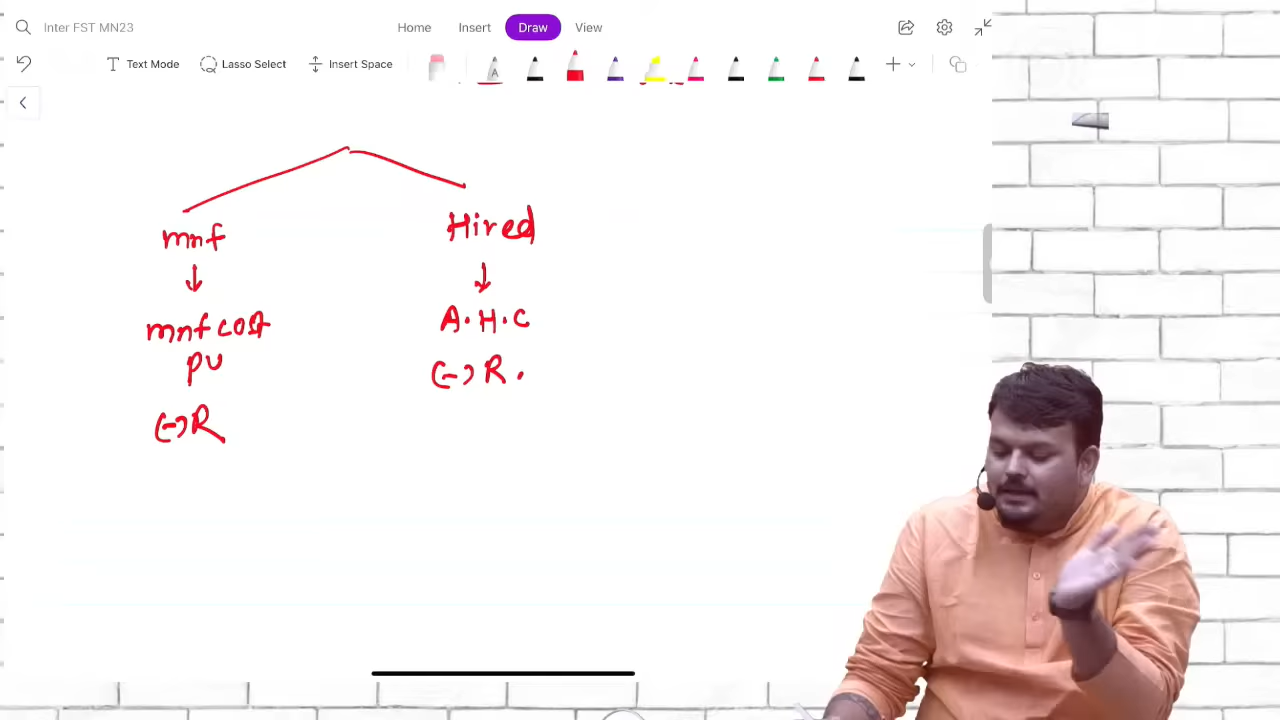 Inter FST MN23
Home
Insert
Draw
View
Text Mode
Lasso Select
Insert Space
A
mnf
Hired
mnf cost
PU
(-) R
A.H.C
(-) R.